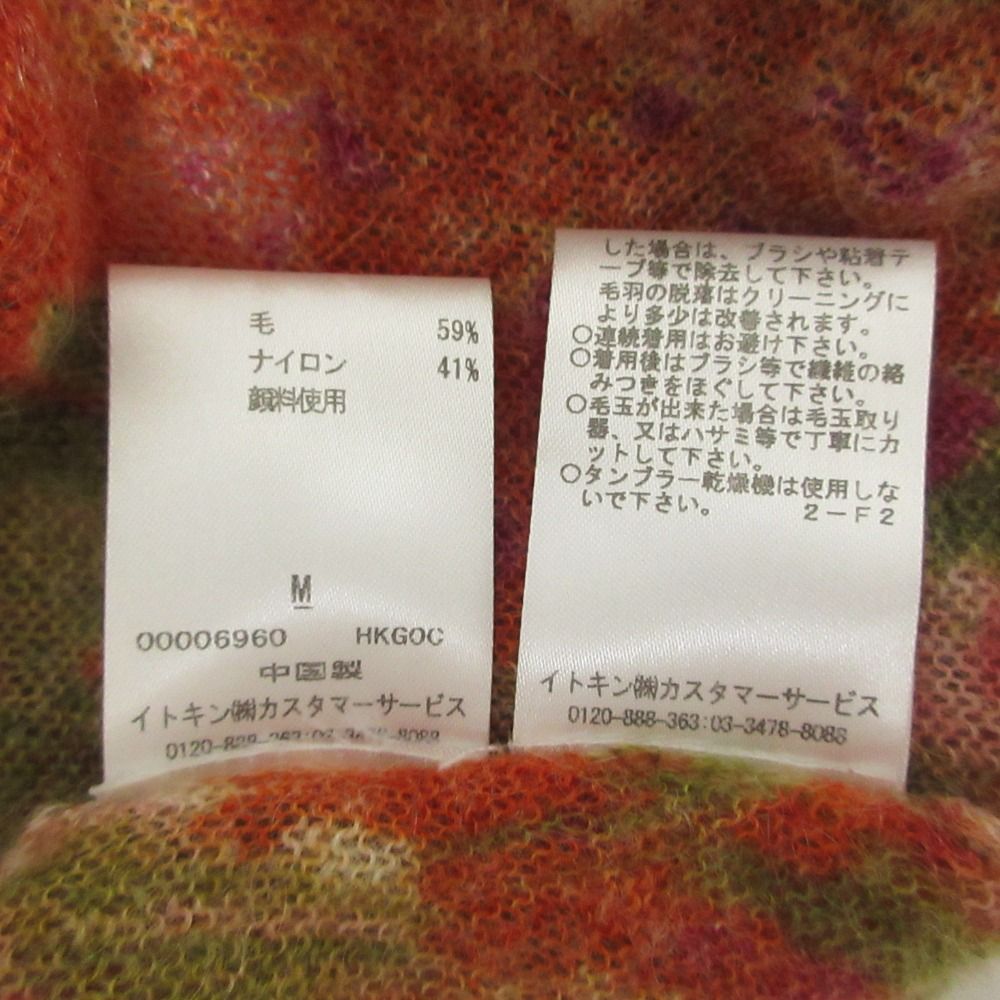 毛 59%
ナイロン 41%
顔料使用
M
00006960 HKGOC
中国製
イトキン㈱カスタマーサービス
0120-888-363:03-3478-8088
した場合は、ブラシや粘着テ
ープ等で除去して下さい。
毛羽の脱落はクリーニングに
より多少は改善されます。
○連続着用はお避け下さい。
○着用後はブラシ等で繊維の絡
みつきをほぐして下さい。
○毛玉が出来た場合は毛玉取り
器、又はハサミ等で丁寧にカ
ットして下さい。
○タンブラー乾燥機は使用しな
いで下さい。 2-F2
イトキン㈱カスタマーサービス
0120-888-363:03-3478-8088